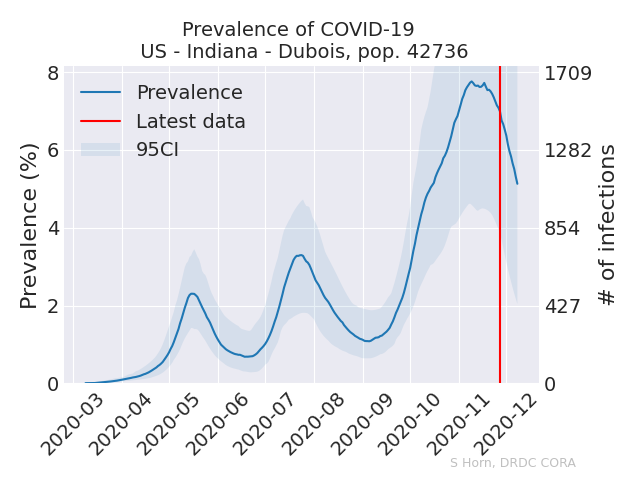 Prevalence of COVID-19
US - Indiana - Dubois, pop. 42736
Prevalence
Latest data
95CI
Prevalence (%)
8
6
4
2
0
1709
1282
854
427
0
# of infections
2020-03
2020-04
2020-05
2020-06
2020-07
2020-08
2020-09
2020-10
2020-11
2020-12
S Horn, DRDC CORA